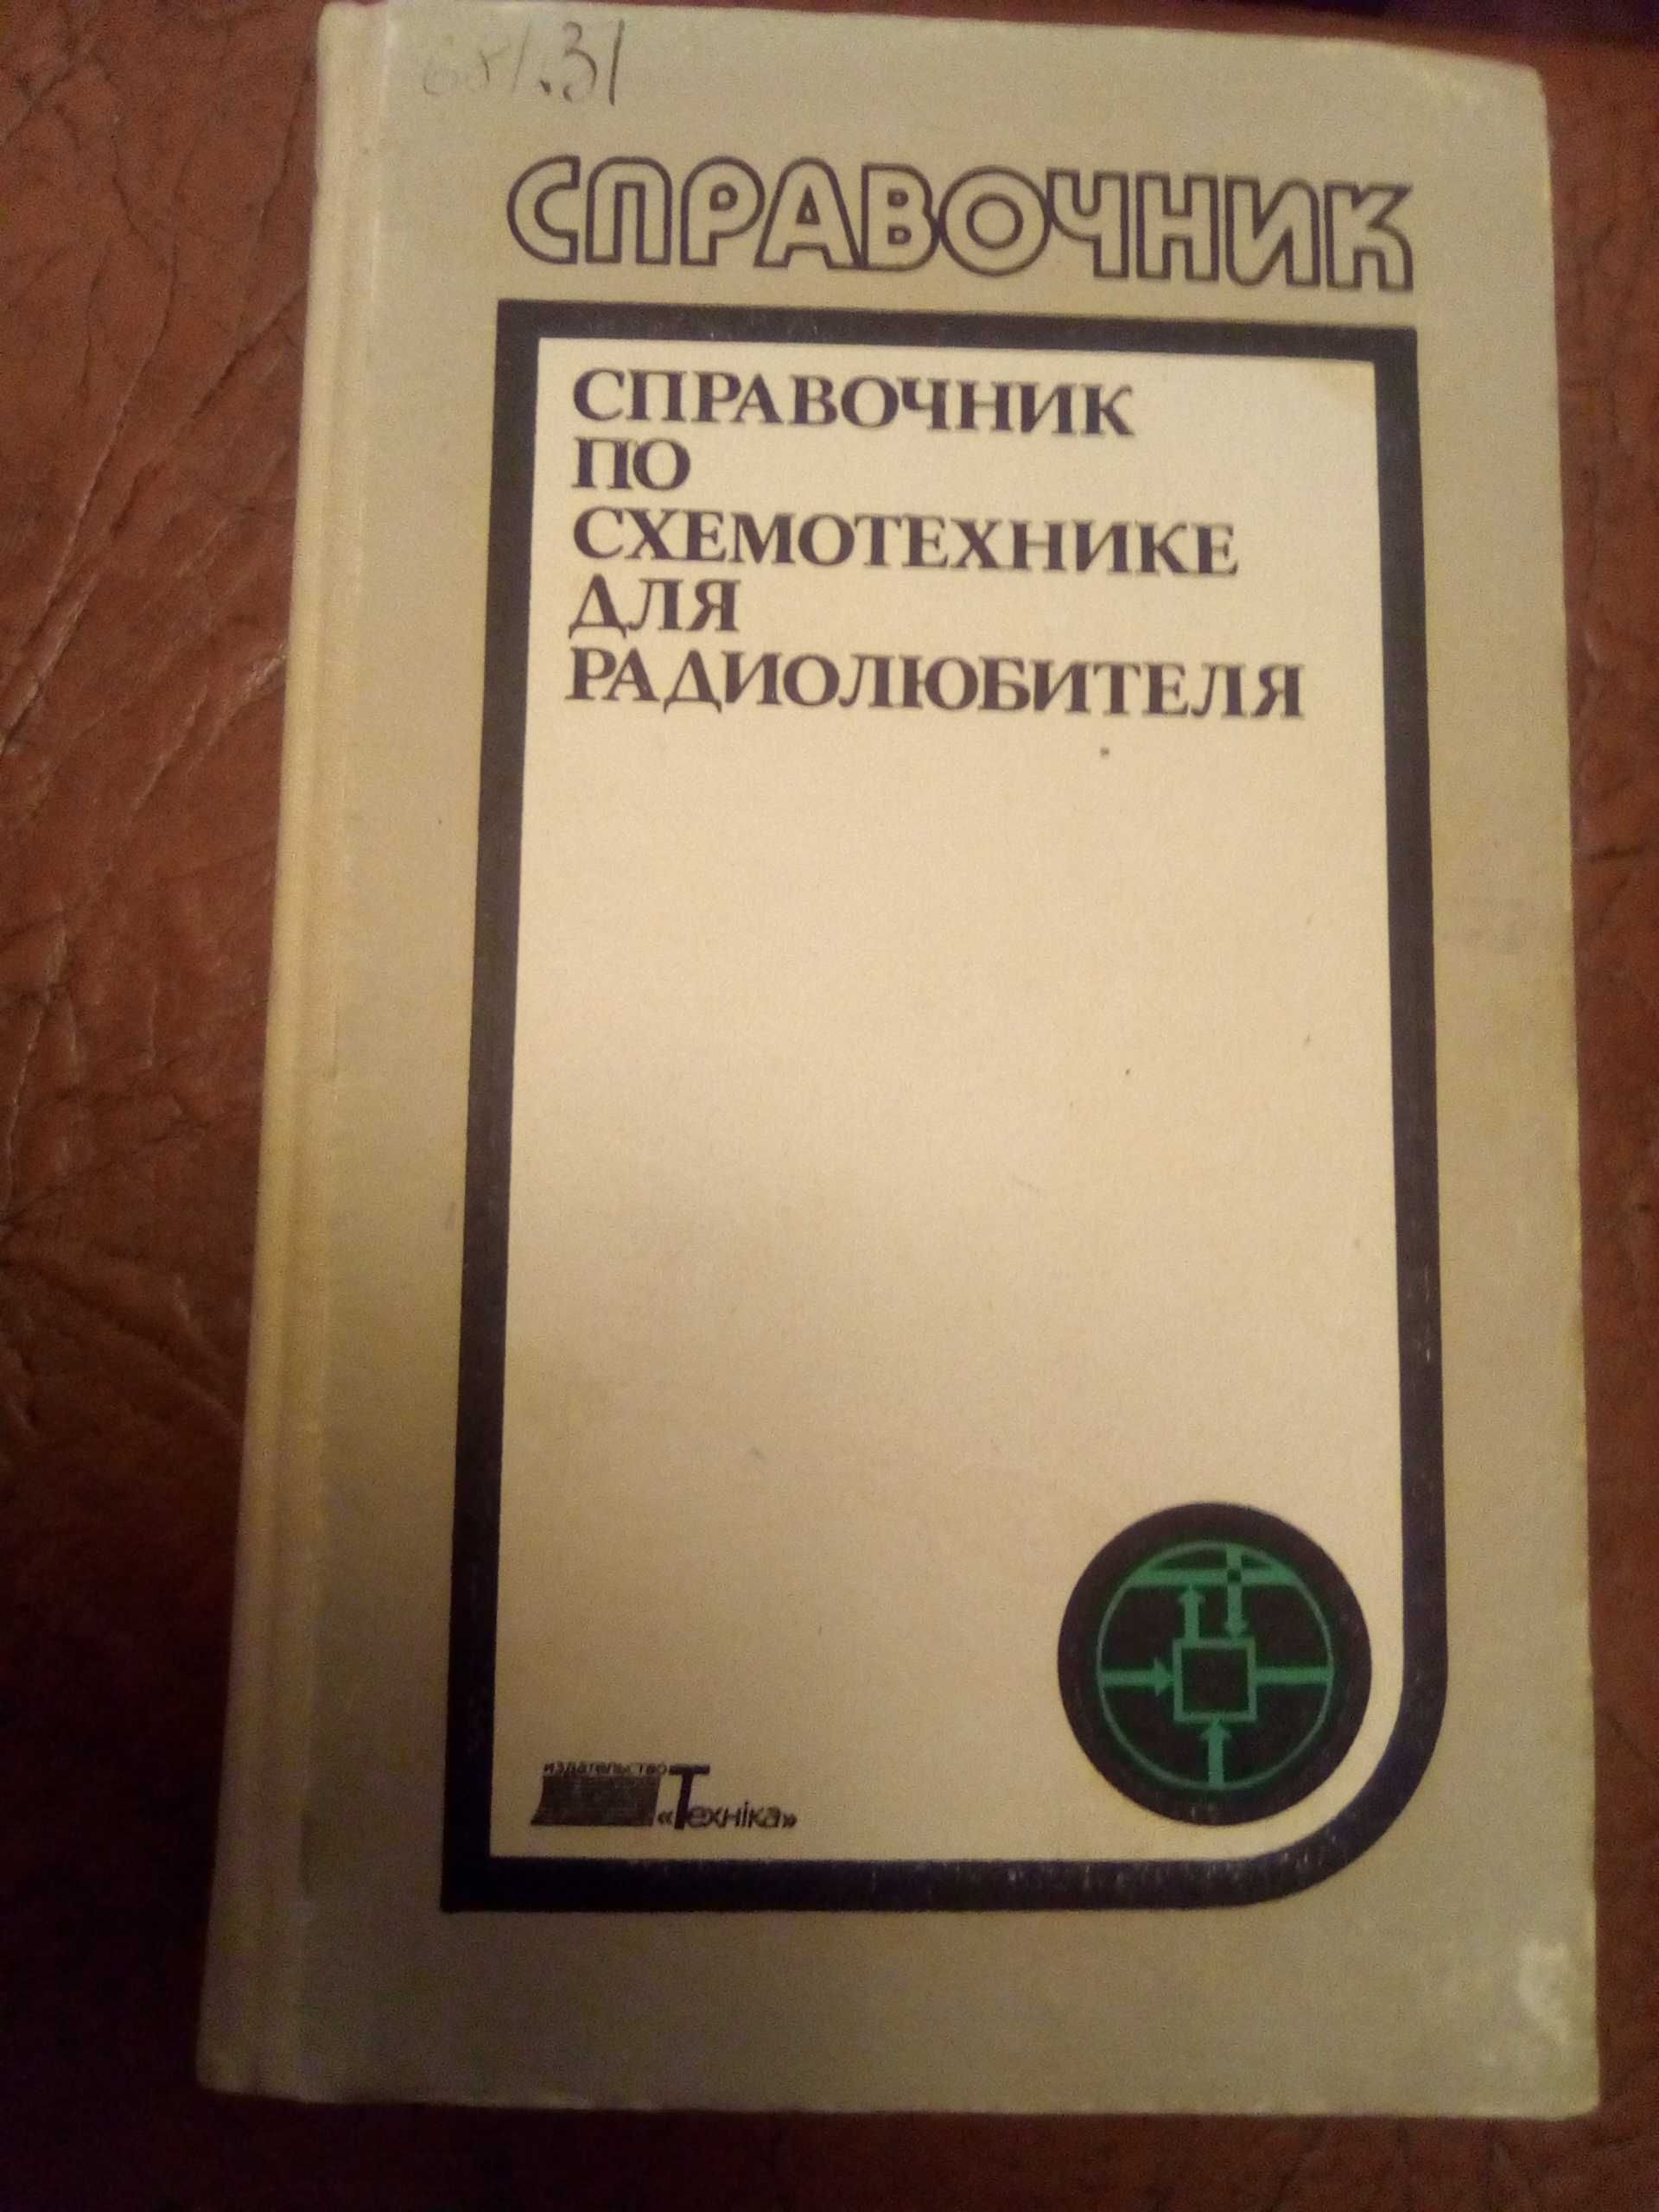 681.31
СПРАВОЧНИК
СПРАВОЧНИК
ПО
СХЕМОТЕХНИКЕ
ДЛЯ
РАДИОЛЮБИТЕЛЯ
издательство
«Техніка»